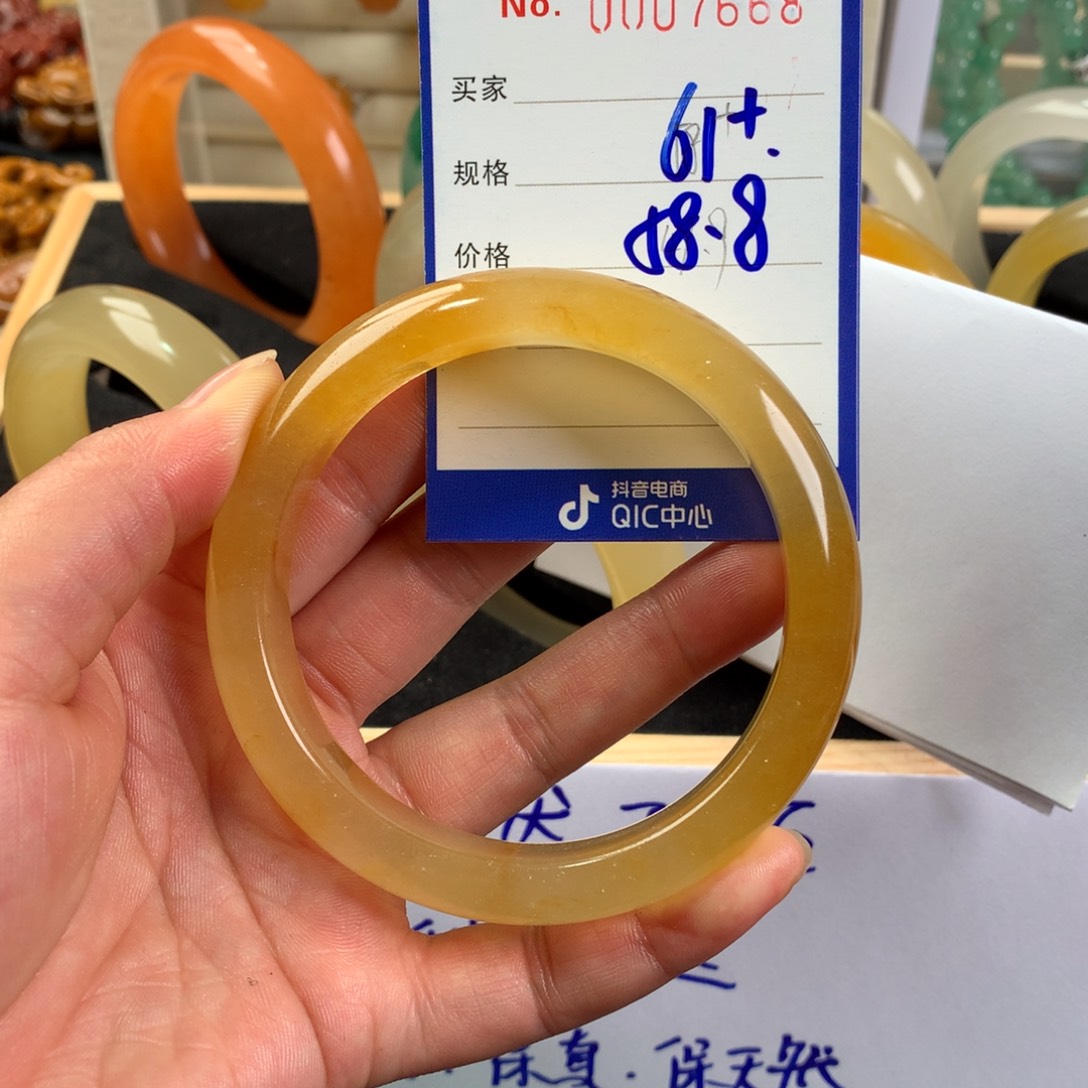 No. 0007668
买家
规格 61+.
价格 58.8
抖音电商
QIC中心
保真.保天然